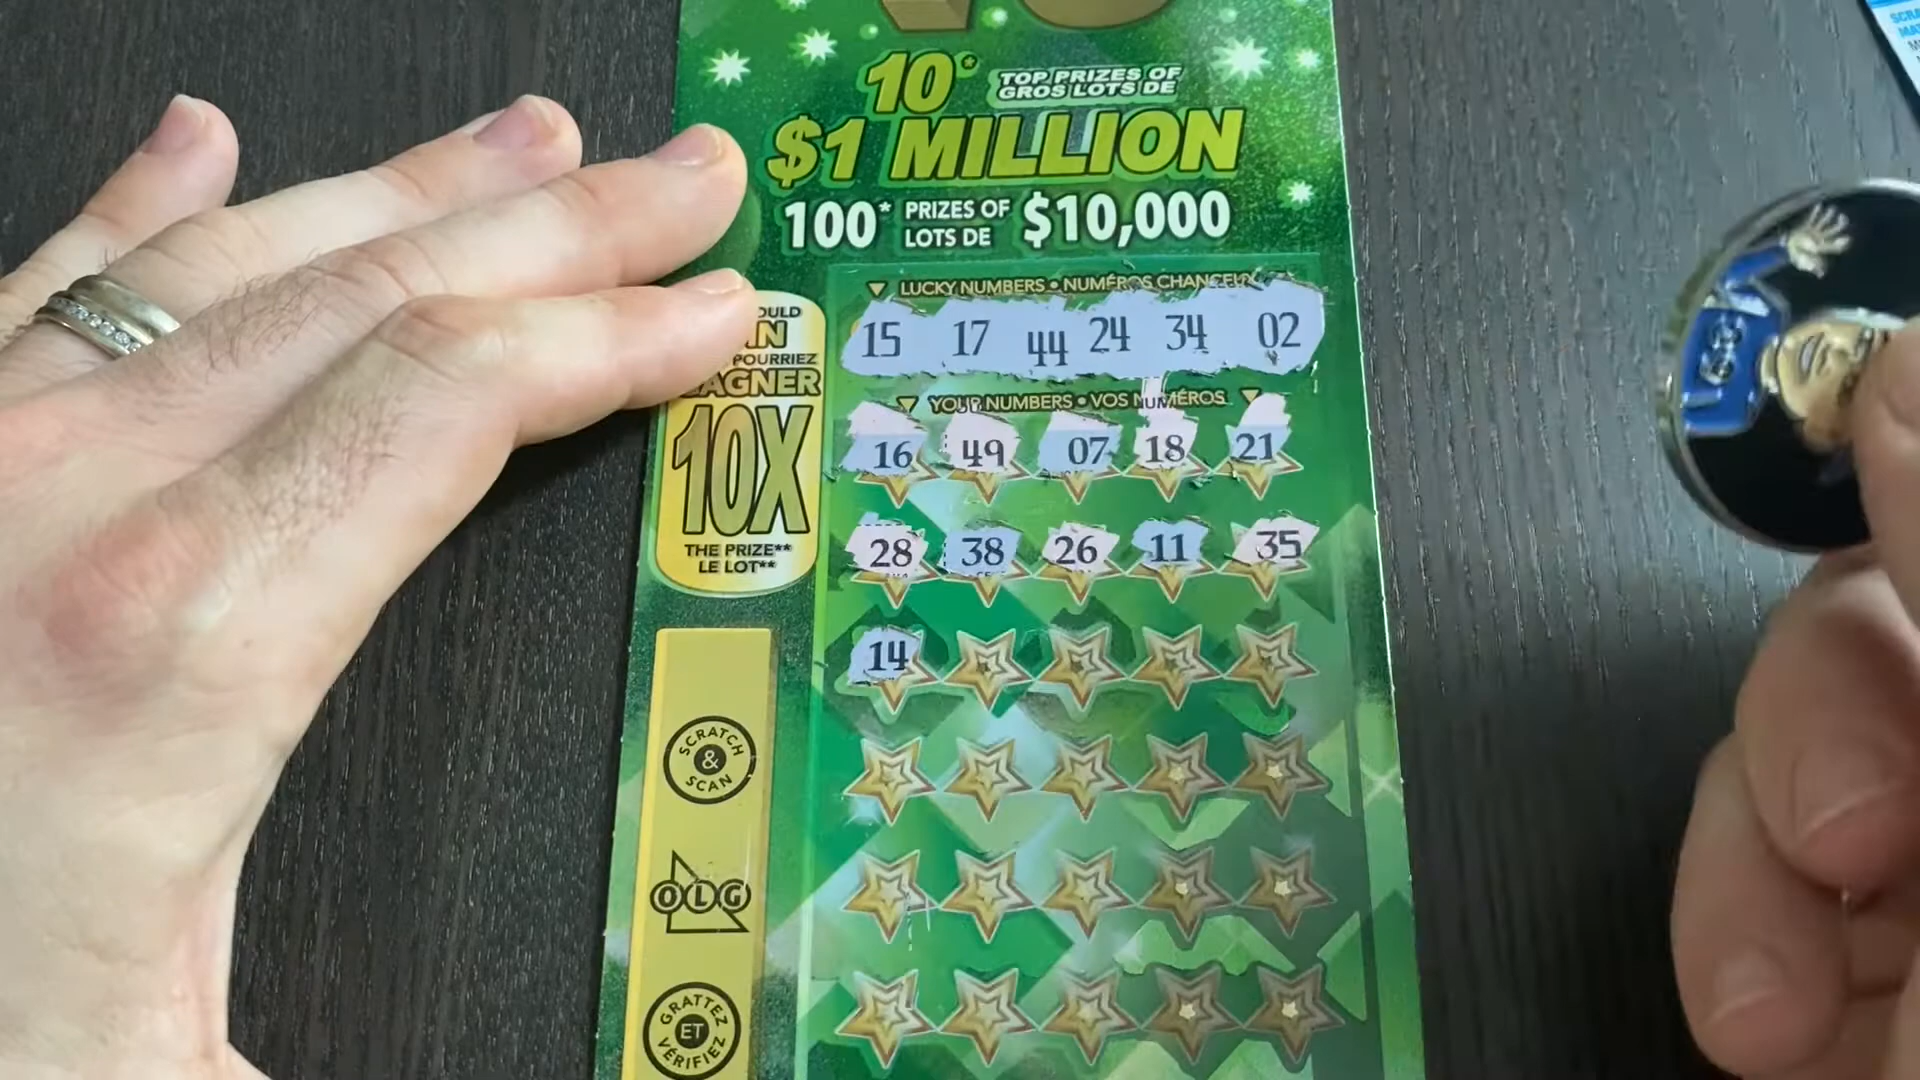 10*
TOP PRIZES OF
GROS LOTS DE
$1 MILLION
100* PRIZES OF
LOTS DE
$10,000
LUCKY NUMBERS • NUMÉROS CHANCEUX
15 17 44 24 34 02
YOUR NUMBERS • VOS NUMÉROS
16 49 07 18 21
28 38 26 11 35
14
POURRIEZ
GAGNER
10X
THE PRIZE**
LE LOT**
SCRATCH
&
SCAN
OLG
GRATTEZ
ET
VÉRIFIEZ